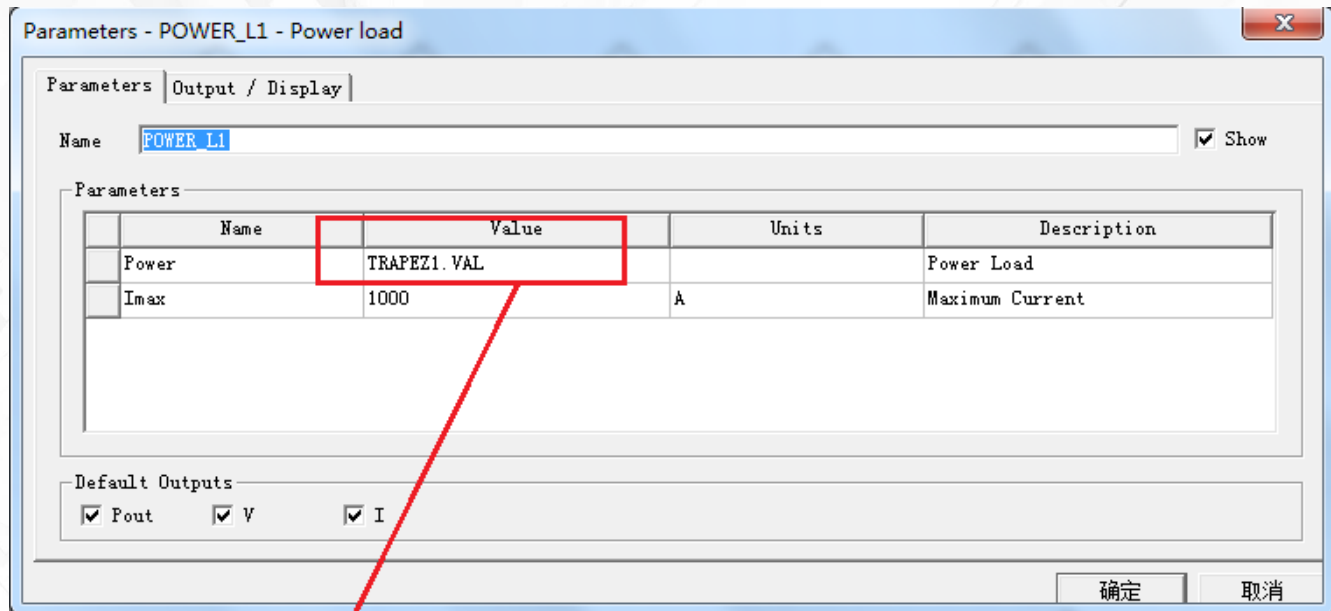 Parameters - POWER_L1 - Power load
Parameters Output / Display
Name POWER_L1 Show
Parameters
Name Value Units Description
Power TRAPEZ1.VAL Power Load
Imax 1000 A Maximum Current
Default Outputs
Pout V I
确定 取消